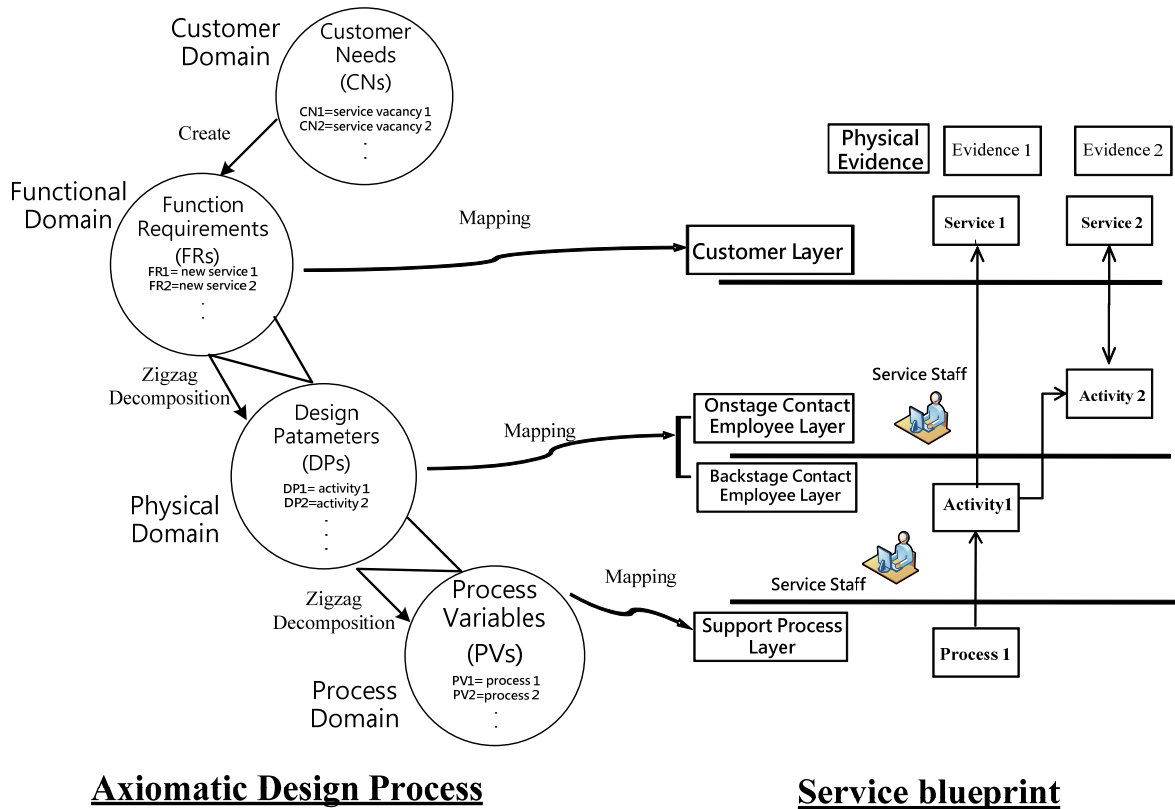 Customer
Domain
Customer
Needs
(CNs)
CN1=service vacancy 1
CN2=service vacancy 2
.
.
Create
Functional
Domain
Function
Requirements
(FRs)
FR1= new service 1
FR2=new service 2
.
.
Mapping
Zigzag
Decomposition
Design
Patameters
(DPs)
DP1= activity 1
DP2=activity 2
.
.
.
Physical
Domain
Mapping
Zigzag
Decomposition
Process
Variables
(PVs)
PV1= process 1
PV2=process 2
.
.
Process
Domain
Mapping
Axiomatic Design Process
Physical
Evidence
Evidence 1
Evidence 2
Service 1
Service 2
Customer Layer
Service Staff
Activity 2
Onstage Contact
Employee Layer
Backstage Contact
Employee Layer
Activity1
Service Staff
Support Process
Layer
Process 1
Service blueprint